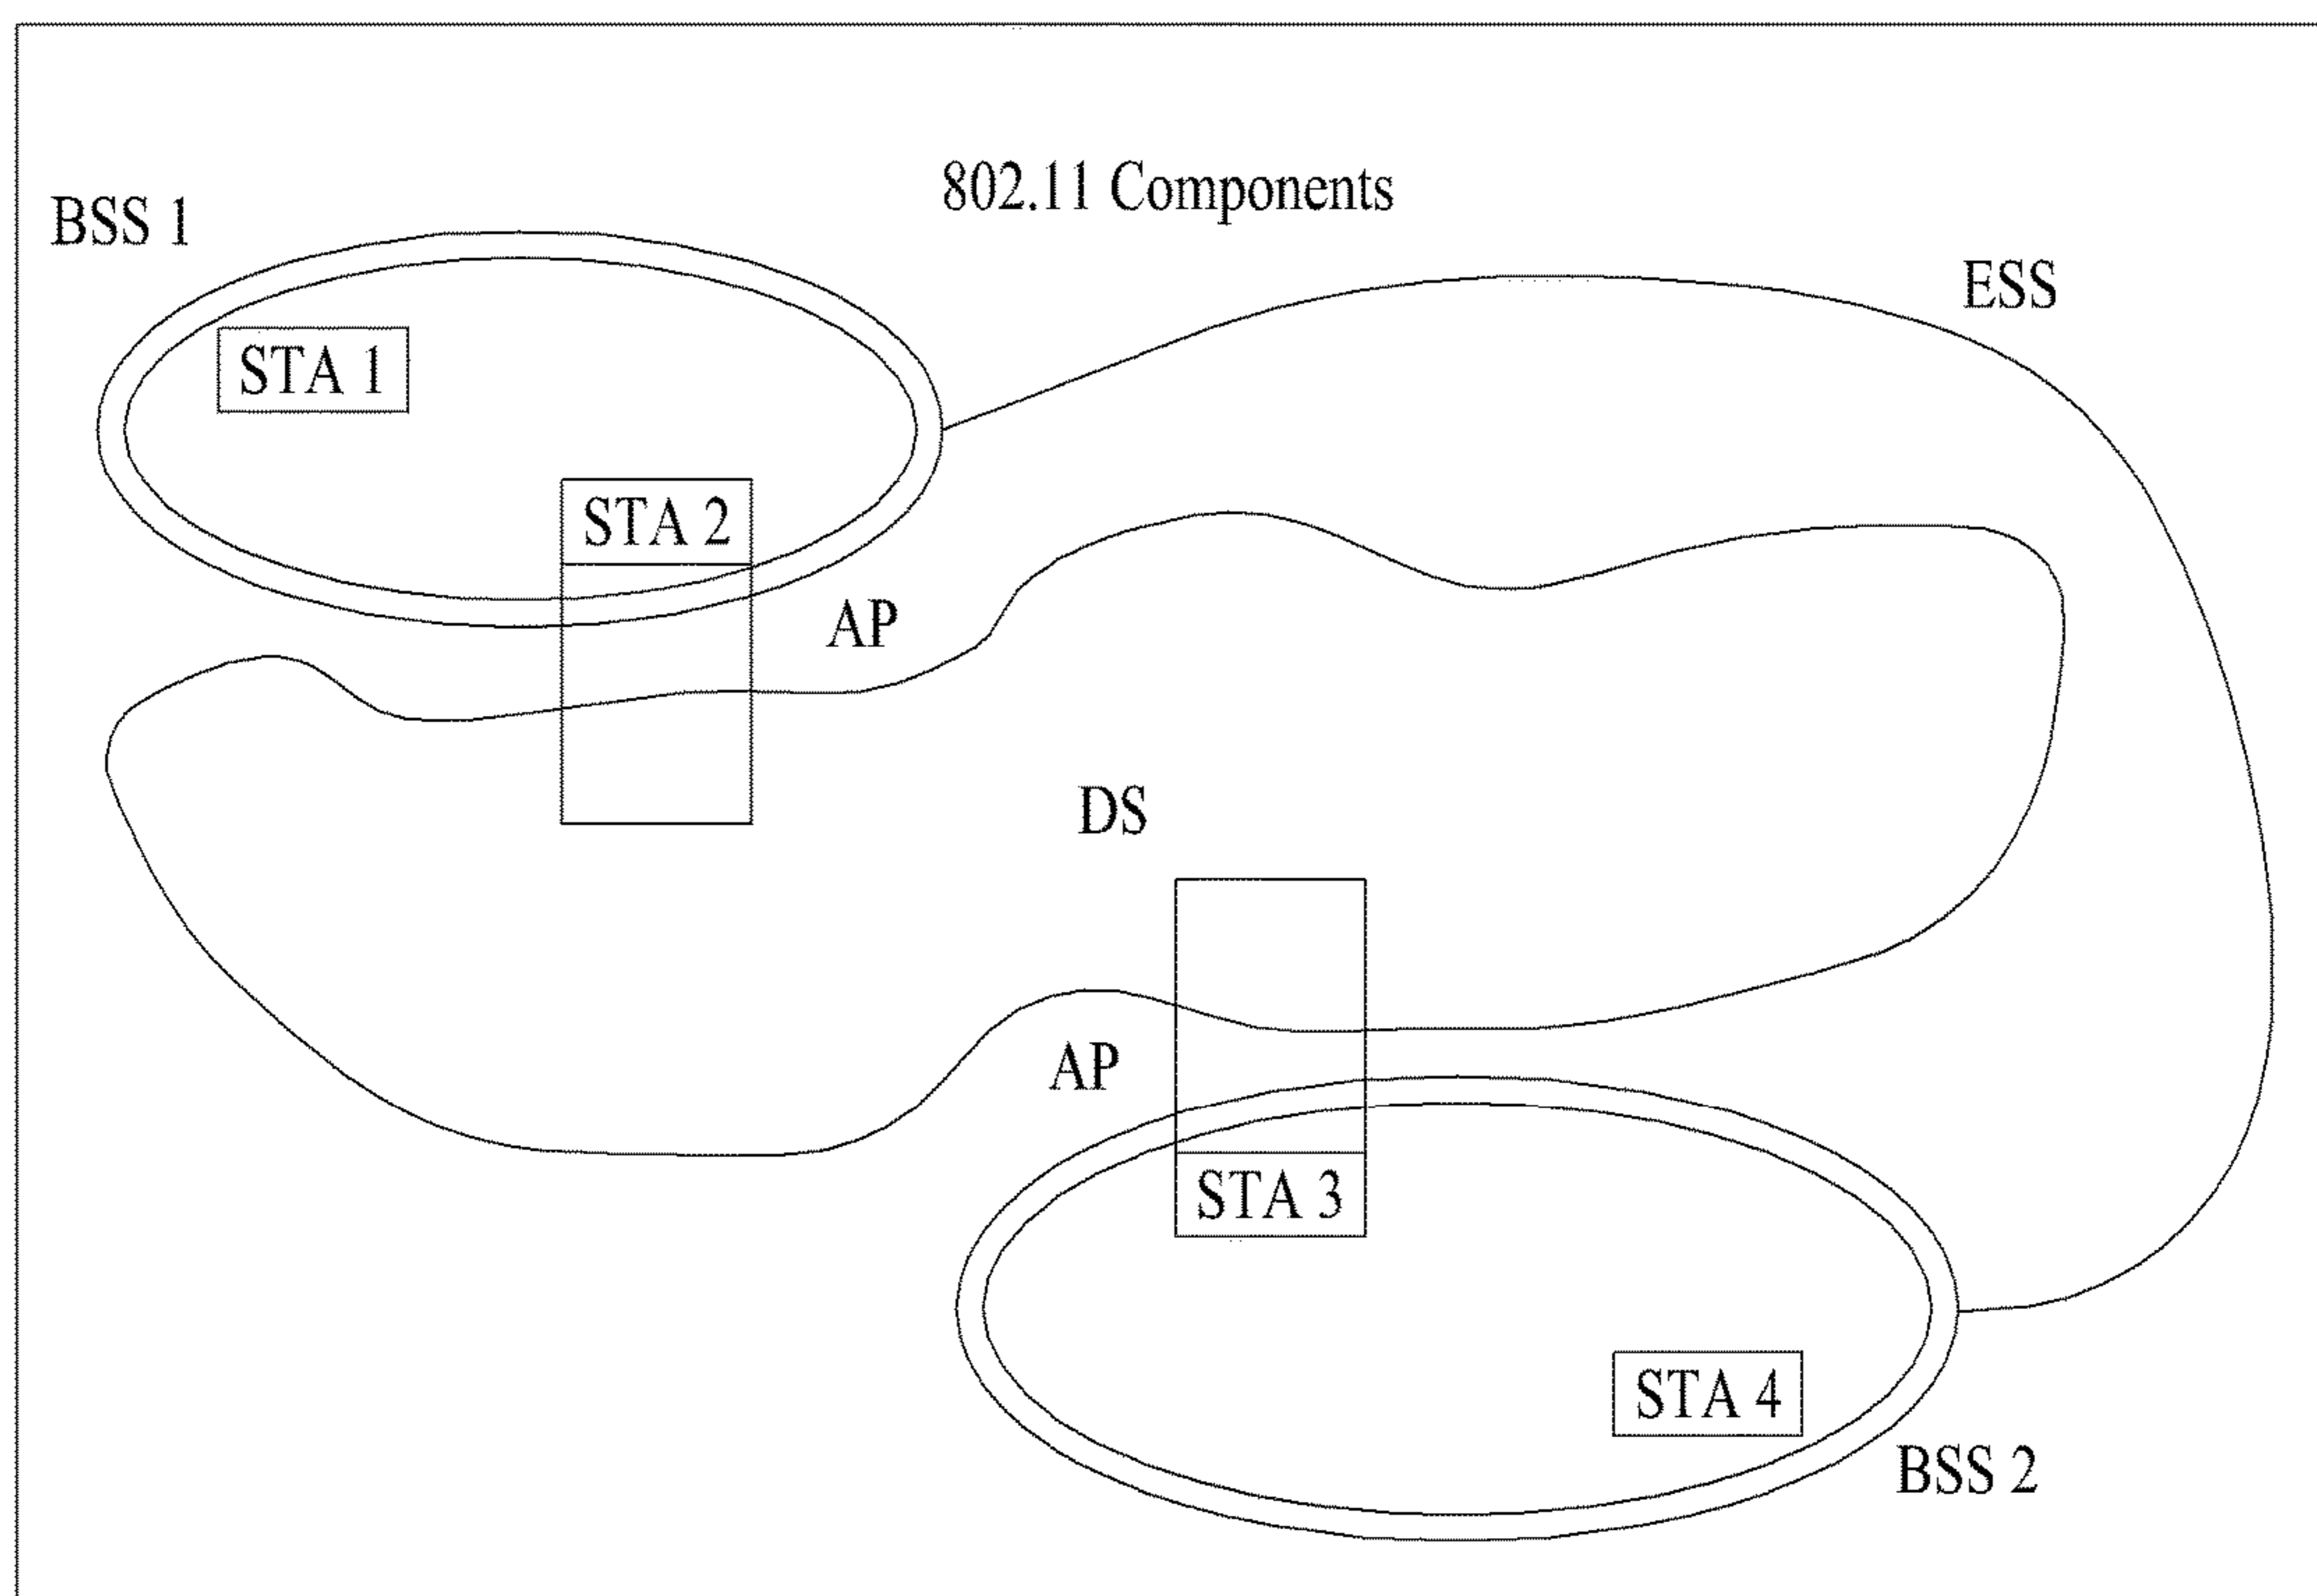 802.11 Components
BSS 1
ESS
STA 1
STA 2
AP
DS
AP
STA 3
STA 4
BSS 2